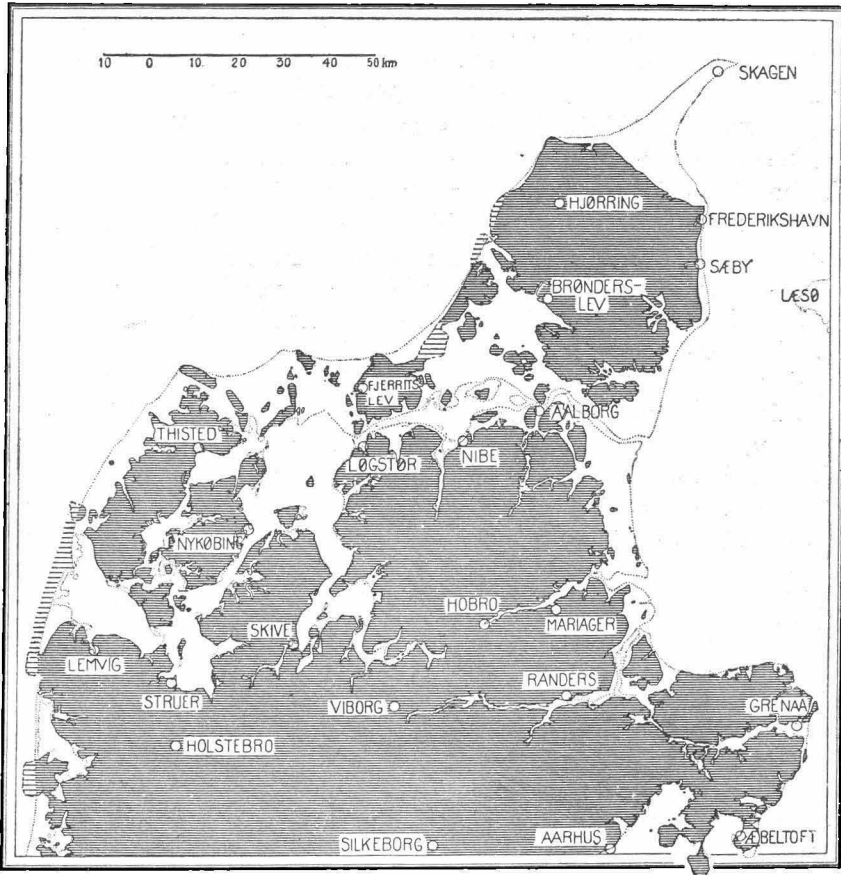 10 0 10. 20 30 40 50 km
SKAGEN
HJØRRING
FREDERIKSHAVN
SÆBY
BRØNDERS-
LEV
LÆSØ
FJERRITS
LEV
AALBORG
THISTED
LØGSTØR
NIBE
NYKØBING
HOBRO
MARIAGER
SKIVE
LEMVIG
STRUER
RANDERS
VIBORG
GRENAA
HOLSTEBRO
SILKEBORG
AARHUS
ÆBELTOFT